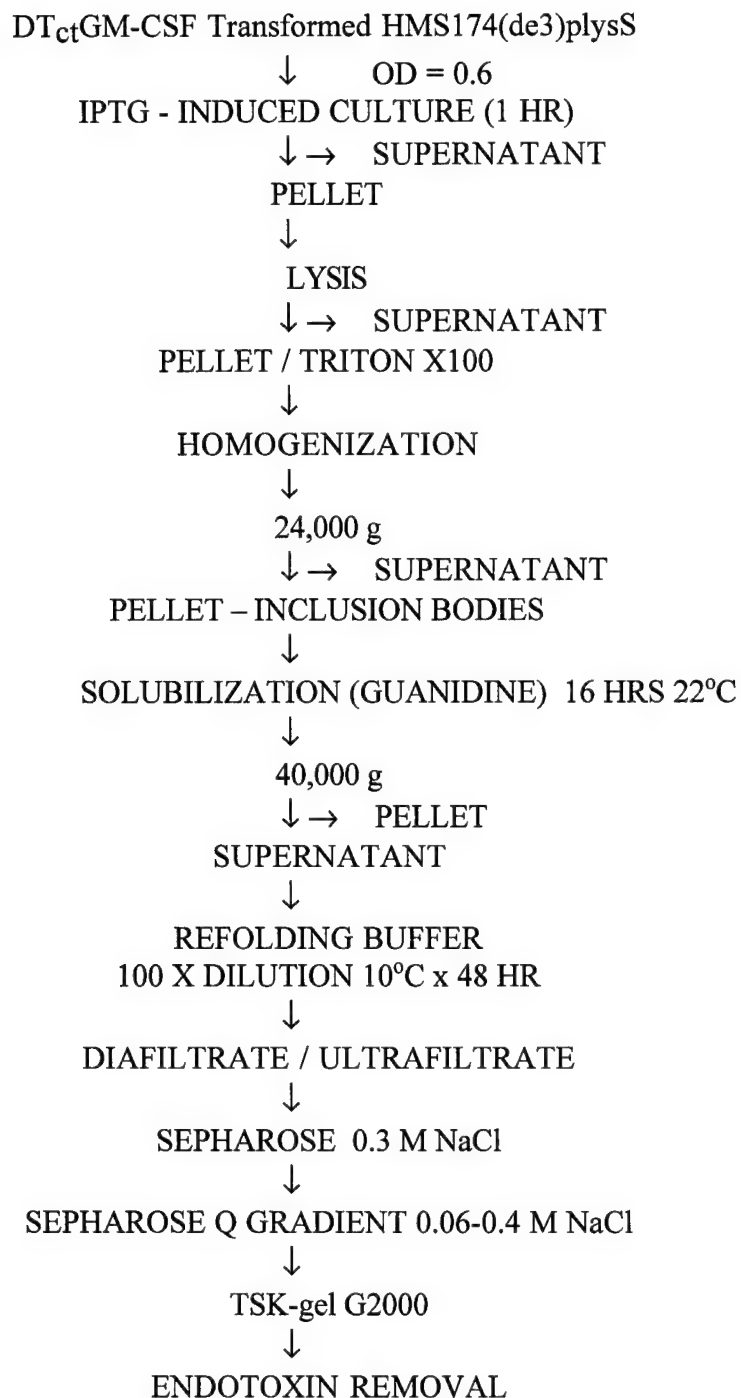 DTctGM-CSF Transformed HMS174(de3)plysS
↓ OD = 0.6
IPTG - INDUCED CULTURE (1 HR)
↓ → SUPERNATANT
PELLET
↓
LYSIS
↓ → SUPERNATANT
PELLET / TRITON X100
↓
HOMOGENIZATION
↓
24,000 g
↓ → SUPERNATANT
PELLET – INCLUSION BODIES
↓
SOLUBILIZATION (GUANIDINE) 16 HRS 22°C
↓
40,000 g
↓ → PELLET
SUPERNATANT
↓
REFOLDING BUFFER
100 X DILUTION 10°C x 48 HR
↓
DIAFILTRATE / ULTRAFILTRATE
↓
SEPHAROSE 0.3 M NaCl
↓
SEPHAROSE Q GRADIENT 0.06-0.4 M NaCl
↓
TSK-gel G2000
↓
ENDOTOXIN REMOVAL